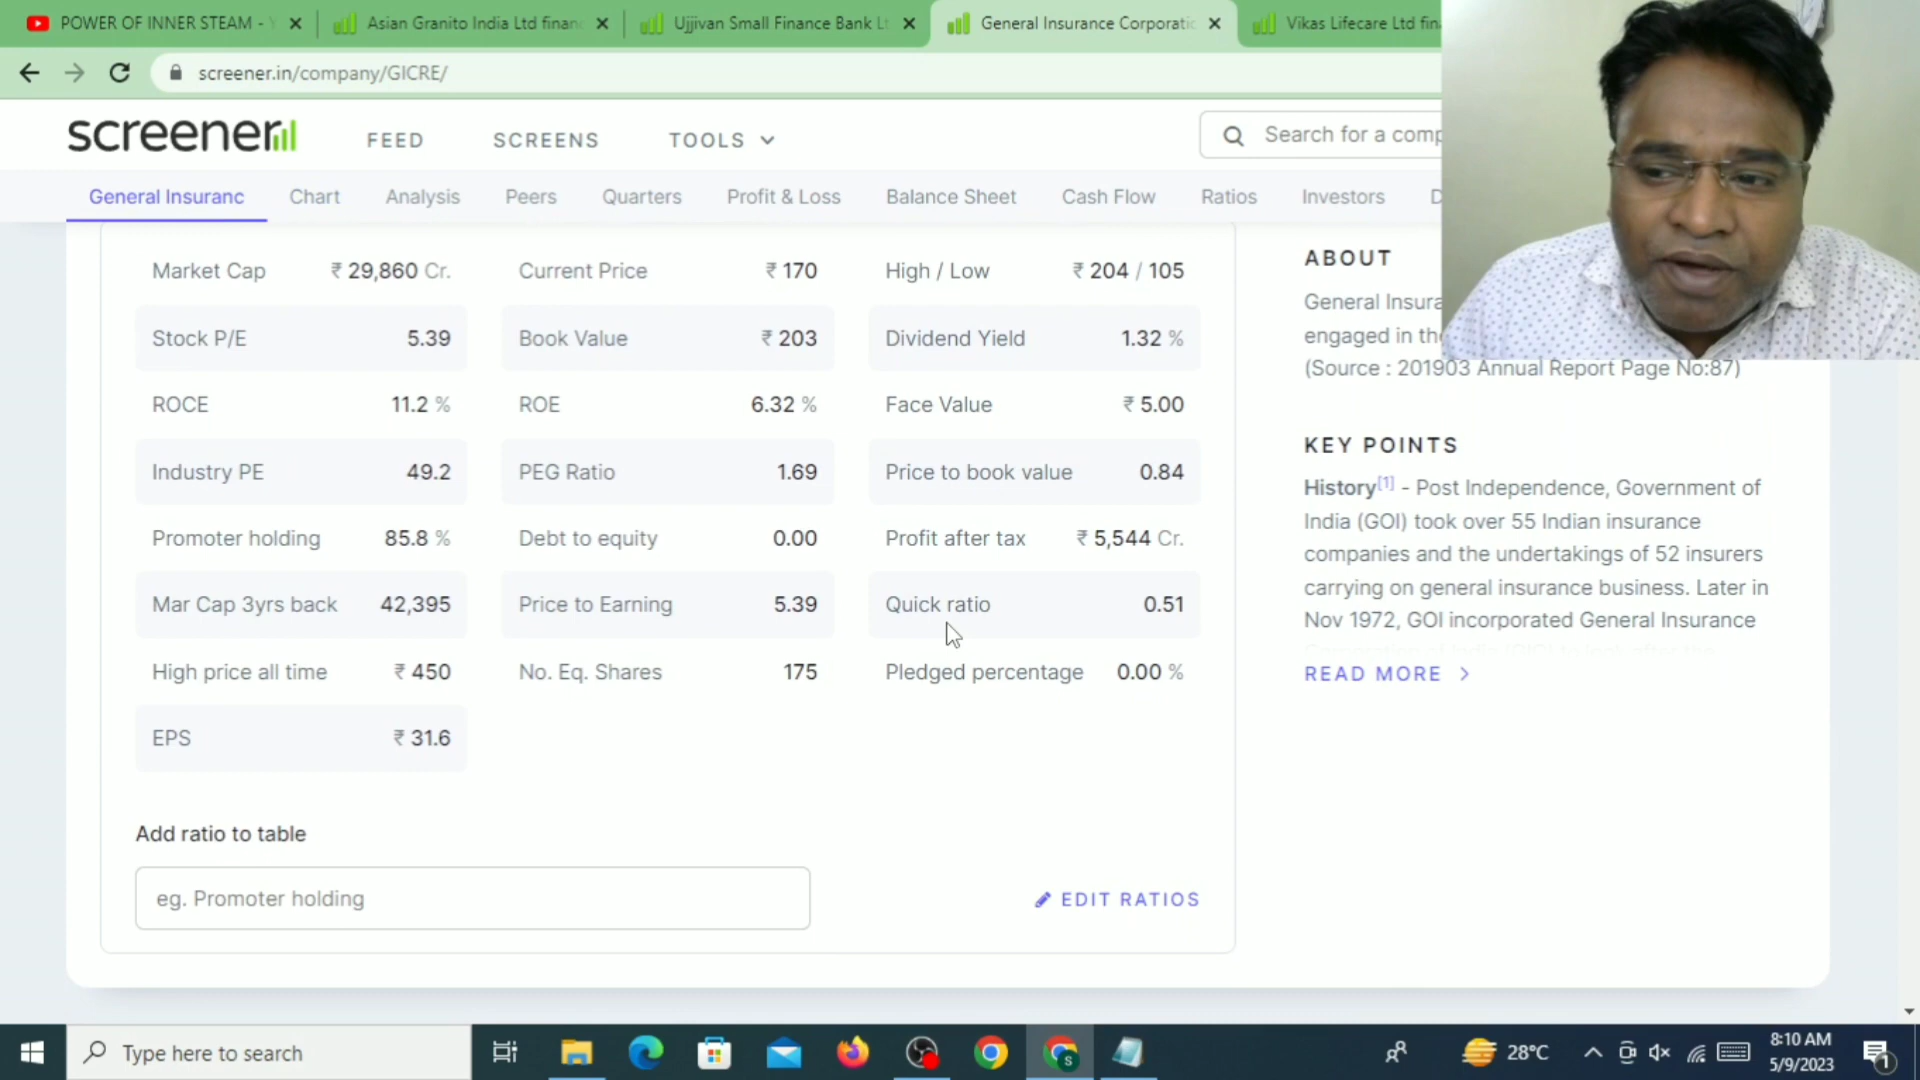 POWER OF INNER STEAM - Y
Asian Granito India Ltd financ
Ujjivan Small Finance Bank Lt
General Insurance Corporatic
Vikas Lifecare Ltd fin
screener.in/company/GICRE/
screener
FEED
SCREENS
TOOLS
Search for a comp
General Insuranc
Chart
Analysis
Peers
Quarters
Profit & Loss
Balance Sheet
Cash Flow
Ratios
Investors
D
Market Cap ₹ 29,860 Cr.
Current Price ₹ 170
High / Low ₹ 204 / 105
Stock P/E 5.39
Book Value ₹ 203
Dividend Yield 1.32 %
ROCE 11.2 %
ROE 6.32 %
Face Value ₹ 5.00
Industry PE 49.2
PEG Ratio 1.69
Price to book value 0.84
Promoter holding 85.8 %
Debt to equity 0.00
Profit after tax ₹ 5,544 Cr.
Mar Cap 3yrs back 42,395
Price to Earning 5.39
Quick ratio 0.51
High price all time ₹ 450
No. Eq. Shares 175
Pledged percentage 0.00 %
EPS ₹ 31.6
Add ratio to table
eg. Promoter holding
EDIT RATIOS
ABOUT
General Insura
engaged in the
(Source : 201903 Annual Report Page No:87)
KEY POINTS
History[1] - Post Independence, Government of
India (GOI) took over 55 Indian insurance
companies and the undertakings of 52 insurers
carrying on general insurance business. Later in
Nov 1972, GOI incorporated General Insurance
READ MORE >
Type here to search
S
28°C
8:10 AM
5/9/2023
1